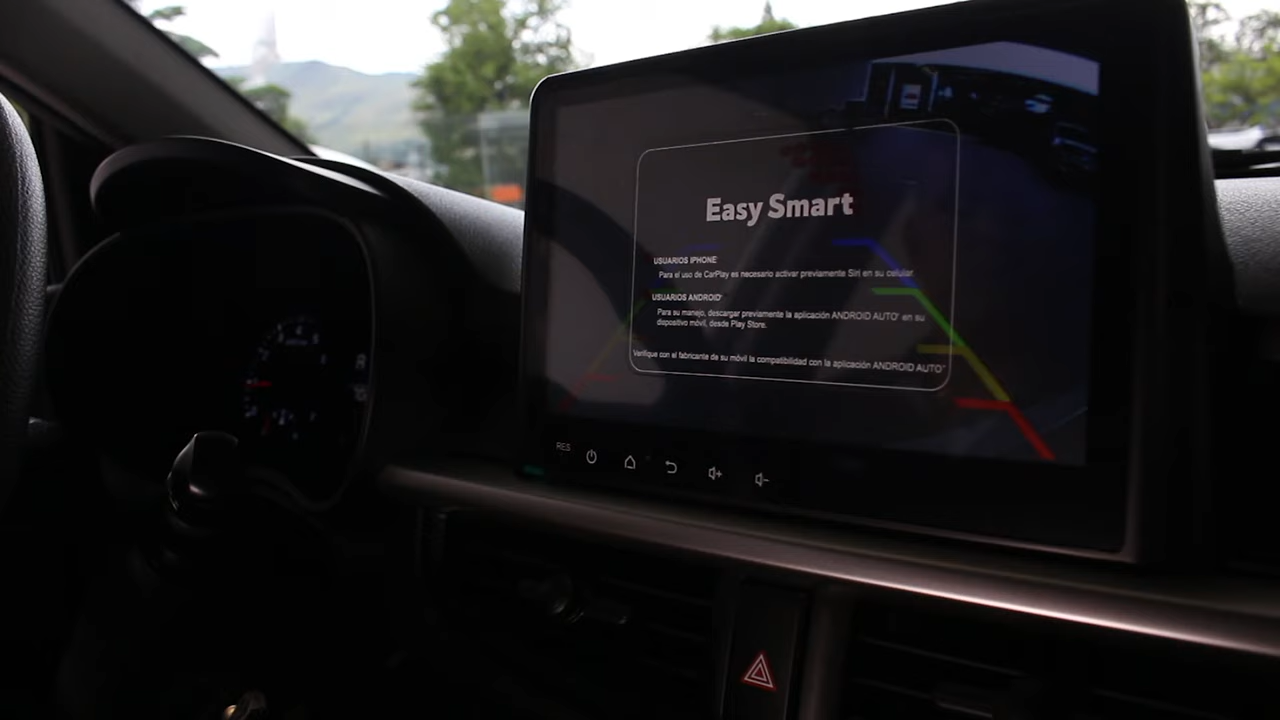 Easy Smart
USUARIOS IPHONE
Para el uso de CarPlay es necesario activar previamente Siri en su celular.
USUARIOS ANDROID
Para su manejo, descargar previamente la aplicación ANDROID AUTO" en su
dispositivo móvil, desde Play Store.
Verifique con el fabricante de su móvil la compatibilidad con la aplicación ANDROID AUTO"
RES